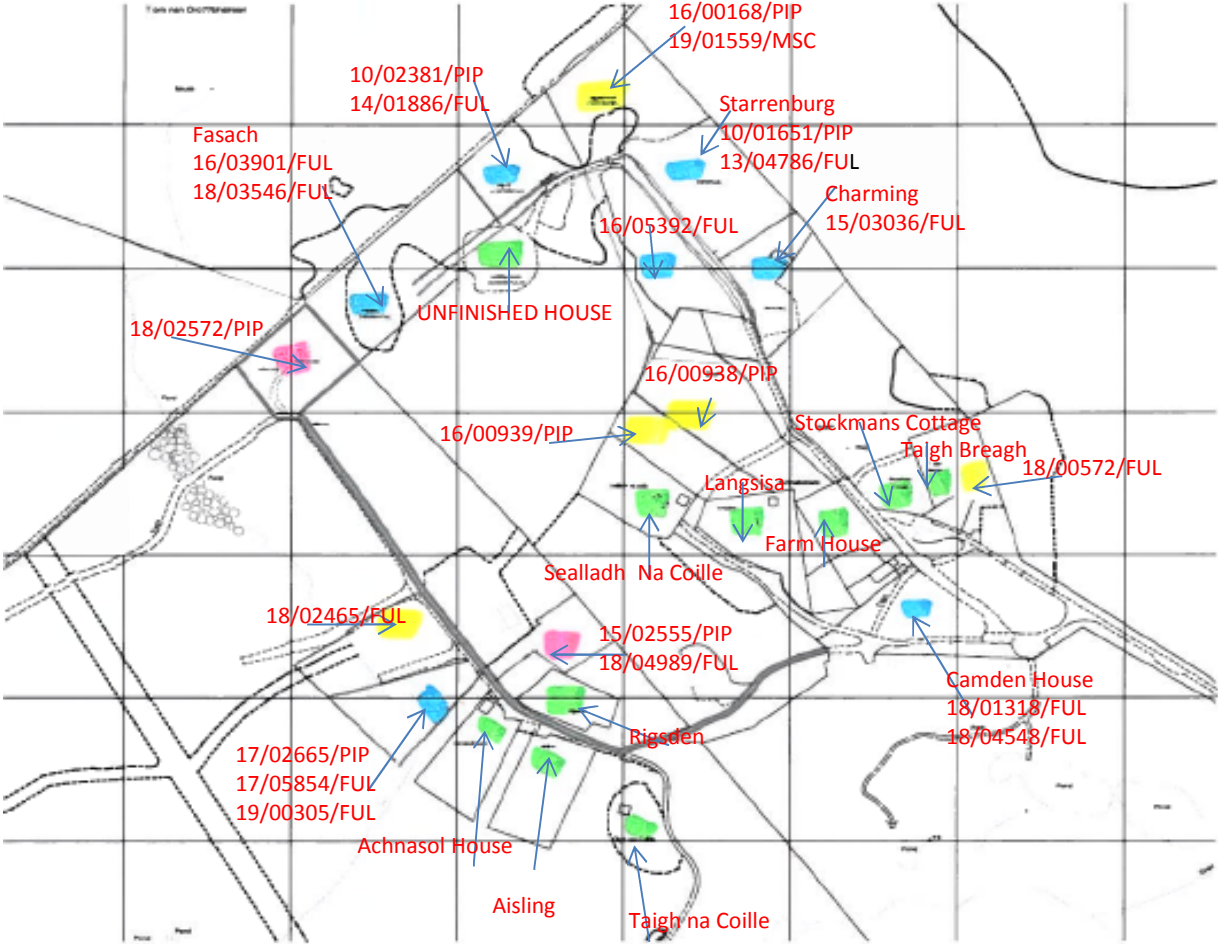 16/00168/PIP
19/01559/MSC
10/02381/PIP
14/01886/FUL
Starrenburg
10/01651/PIP
13/04786/FUL
Fasach
16/03901/FUL
18/03546/FUL
Charming
15/03036/FUL
16/05392/FUL
UNFINISHED HOUSE
18/02572/PIP
16/00938/PIP
16/00939/PIP
Stockmans Cottage
Taigh Breagh
18/00572/FUL
Langsisa
Farm House
Sealladh Na Coille
18/02465/FUL
15/02555/PIP
18/04989/FUL
Camden House
18/01318/FUL
18/04548/FUL
Rigsden
17/02665/PIP
17/05854/FUL
19/00305/FUL
Achnasol House
Aisling
Taigh na Coille